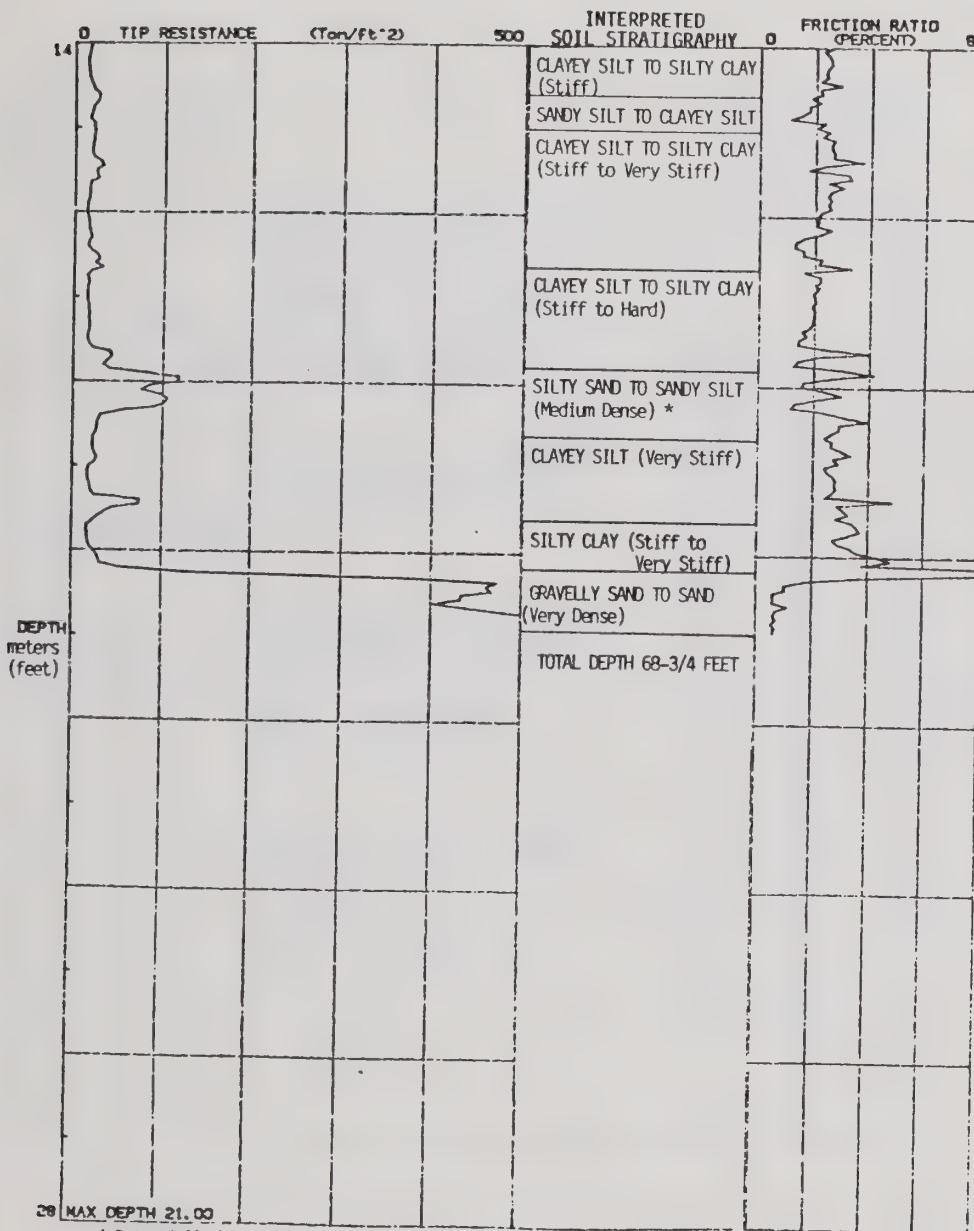 0 TIP RESISTANCE (Ton/ft^2) 500
INTERPRETED
SOIL STRATIGRAPHY
0 FRICTION RATIO
(PERCENT) 8
14
CLAYEY SILT TO SILTY CLAY
(Stiff)
SANDY SILT TO CLAYEY SILT
CLAYEY SILT TO SILTY CLAY
(Stiff to Very Stiff)
CLAYEY SILT TO SILTY CLAY
(Stiff to Hard)
SILTY SAND TO SANDY SILT
(Medium Dense) *
CLAYEY SILT (Very Stiff)
SILTY CLAY (Stiff to
Very Stiff)
GRAVELLY SAND TO SAND
(Very Dense)
DEPTH
meters
(feet)
TOTAL DEPTH 68-3/4 FEET
28 MAX DEPTH 21.00